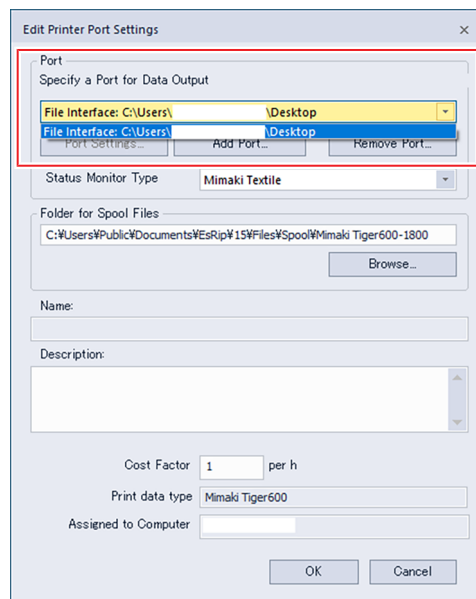 Edit Printer Port Settings
Port
Specify a Port for Data Output
File Interface: C:\Users\ \Desktop
File Interface: C:\Users\ \Desktop
Port Settings... Add Port... Remove Port...
Status Monitor Type Mimaki Textile
Folder for Spool Files
C:¥Users¥Public¥Documents¥EsRip¥15¥Files¥Spool¥Mimaki Tiger600-1800
Browse...
Name:
Description:
Cost Factor 1 per h
Print data type Mimaki Tiger600
Assigned to Computer
OK Cancel